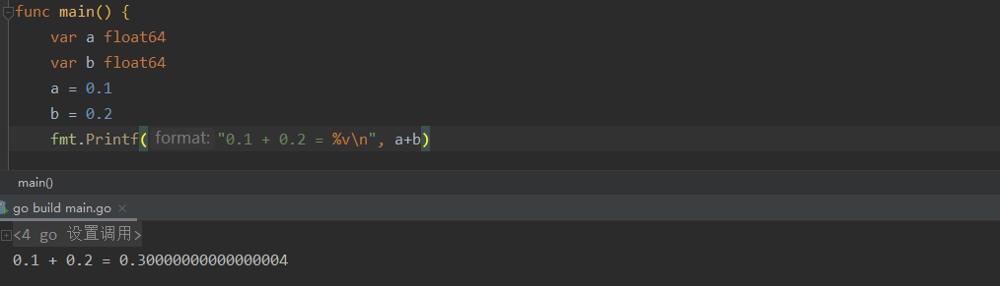 func main() {
var a float64
var b float64
a = 0.1
b = 0.2
fmt.Printf( format: "0.1 + 0.2 = %v\n", a+b)
main()
go build main.go ×
<4 go 设置调用>
0.1 + 0.2 = 0.30000000000000004